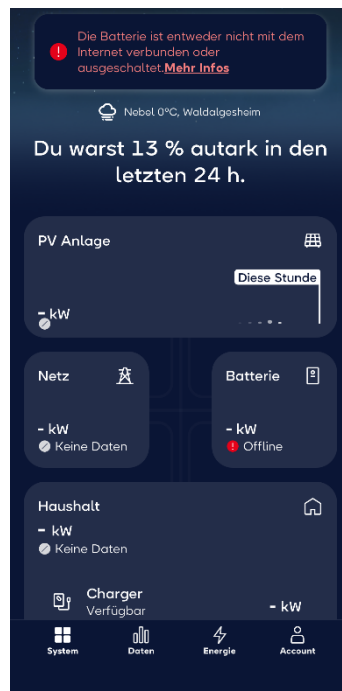 Die Batterie ist entweder nicht mit dem
Internet verbunden oder
ausgeschaltet.Mehr Infos
Nebel 0°C, Waldalgesheim
Du warst 13 % autark in den
letzten 24 h.
PV Anlage
Diese Stunde
- kW
Netz
- kW
Keine Daten
Batterie
- kW
Offline
Haushalt
- kW
Keine Daten
Charger
Verfügbar
- kW
System
Daten
Energie
Account